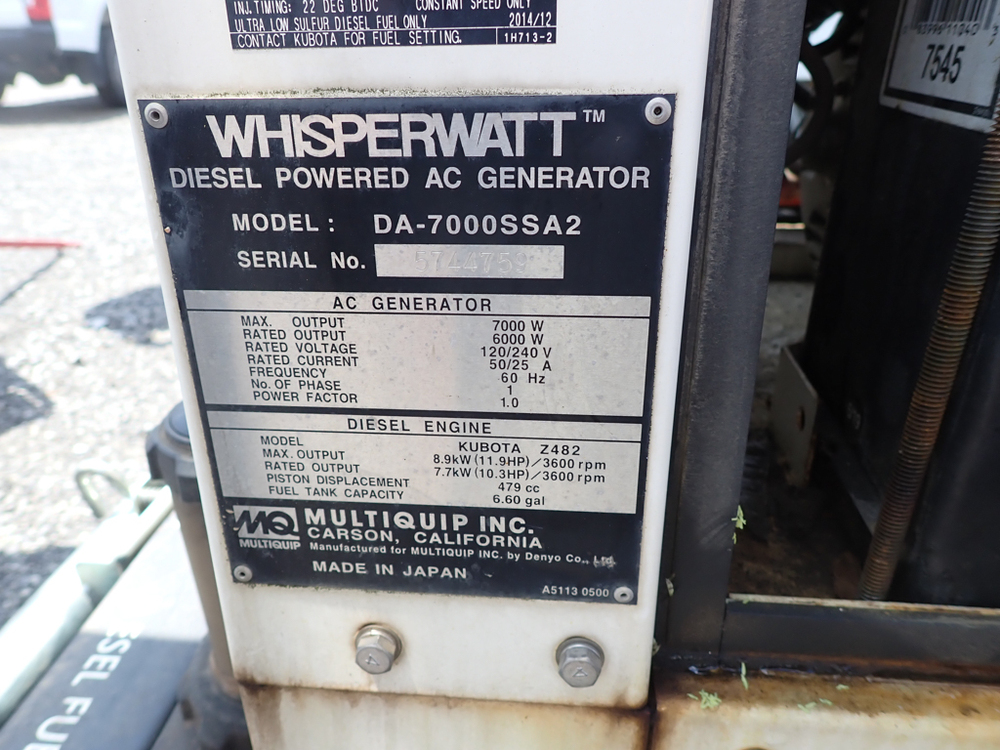 INJ.TIMING: 22 DEG BTDC CONSTANT SPEED ONLY
ULTRA LOW SULFUR DIESEL FUEL ONLY 2014/12
CONTACT KUBOTA FOR FUEL SETTING. 1H713-2
7545
WHISPERWATT™
DIESEL POWERED AC GENERATOR
MODEL : DA-7000SSA2
SERIAL No. 5744759
AC GENERATOR
MAX. OUTPUT 7000 W
RATED OUTPUT 6000 W
RATED VOLTAGE 120/240 V
RATED CURRENT 50/25 A
FREQUENCY 60 Hz
No. OF PHASE 1
POWER FACTOR 1.0
DIESEL ENGINE
MODEL KUBOTA Z482
MAX. OUTPUT 8.9kW (11.9HP)/3600 rpm
RATED OUTPUT 7.7kW (10.3HP)/3600 rpm
PISTON DISPLACEMENT 479 cc
FUEL TANK CAPACITY 6.60 gal
MQ MULTIQUIP INC.
MULTIQUIP CARSON, CALIFORNIA
Manufactured for MULTIQUIP INC. by Denyo Co., Ltd.
MADE IN JAPAN
A5113 0500
SEL FU